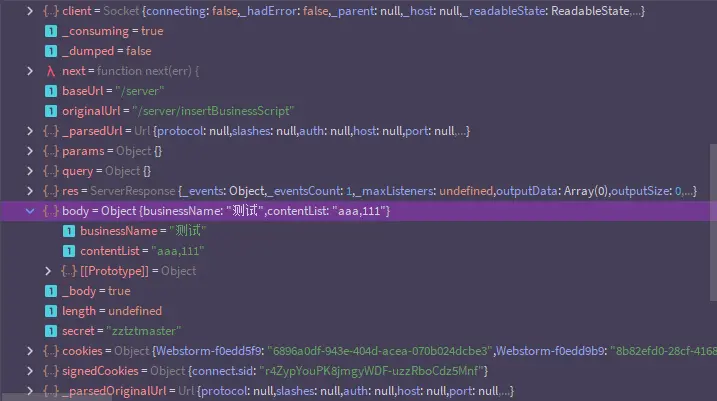 {...} client = Socket {connecting: false,_hadError: false,_parent: null,_host: null,_readableState: ReadableState,...}
_consuming = true
_dumped = false
λ next = function next(err) {
baseUrl = "/server"
originalUrl = "/server/insertBusinessScript"
{...} _parsedUrl = Url {protocol: null,slashes: null,auth: null,host: null,port: null,...}
{...} params = Object {}
{...} query = Object {}
{...} res = ServerResponse {_events: Object,_eventsCount: 1,_maxListeners: undefined,outputData: Array(0),outputSize: 0,...}
{...} body = Object {businessName: "测试",contentList: "aaa,111"}
businessName = "测试"
contentList = "aaa,111"
{...} [[Prototype]] = Object
_body = true
length = undefined
secret = "zztztmaster"
{...} cookies = Object {Webstorm-f0edd5f9: "6896a0df-943e-404d-acea-070b024dcbe3",Webstorm-f0edd9b9: "8b82efd0-28cf-4168
{...} signedCookies = Object {connect.sid: "r4ZypYouPK8jmgyWDF-uzzRboCdz5Mnf"}
{...} _parsedOriginalUrl = Url {protocol: null,slashes: null,auth: null,host: null,port: null,...}